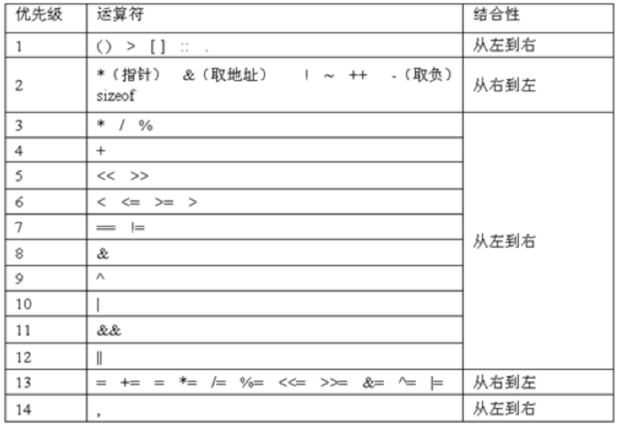 优先级 运算符 结合性
1 () > [ ] :: . 从左到右
2 *（指针） &（取地址） ! ~ ++ -（取负）
sizeof 从右到左
3 * / %
4 +
5 << >>
6 < <= >= >
7 == !=
8 & 从左到右
9 ^
10 |
11 &&
12 ||
13 = += = *= /= %= <<= >>= &= ^= |= 从右到左
14 , 从左到右